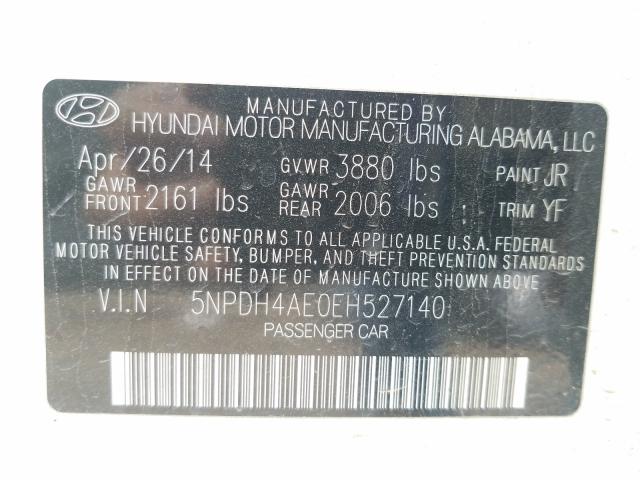 MANUFACTURED BY
HYUNDAI MOTOR MANUFACTURING ALABAMA, LLC
Apr/26/14 GVWR 3880 lbs PAINT JR
GAWR FRONT 2161 lbs GAWR REAR 2006 lbs TRIM YF
THIS VEHICLE CONFORMS TO ALL APPLICABLE U.S.A. FEDERAL
MOTOR VEHICLE SAFETY, BUMPER, AND THEFT PREVENTION STANDARDS
IN EFFECT ON THE DATE OF MANUFACTURE SHOWN ABOVE
V.I.N 5NPDH4AE0EH527140
PASSENGER CAR